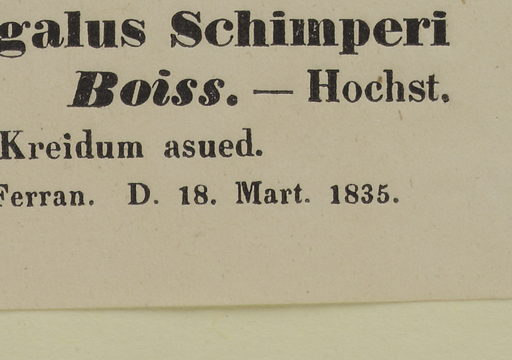 galus Schimperi
Boiss. — Hochst.
Kreidum asued.
Ferran. D. 18. Mart. 1835.